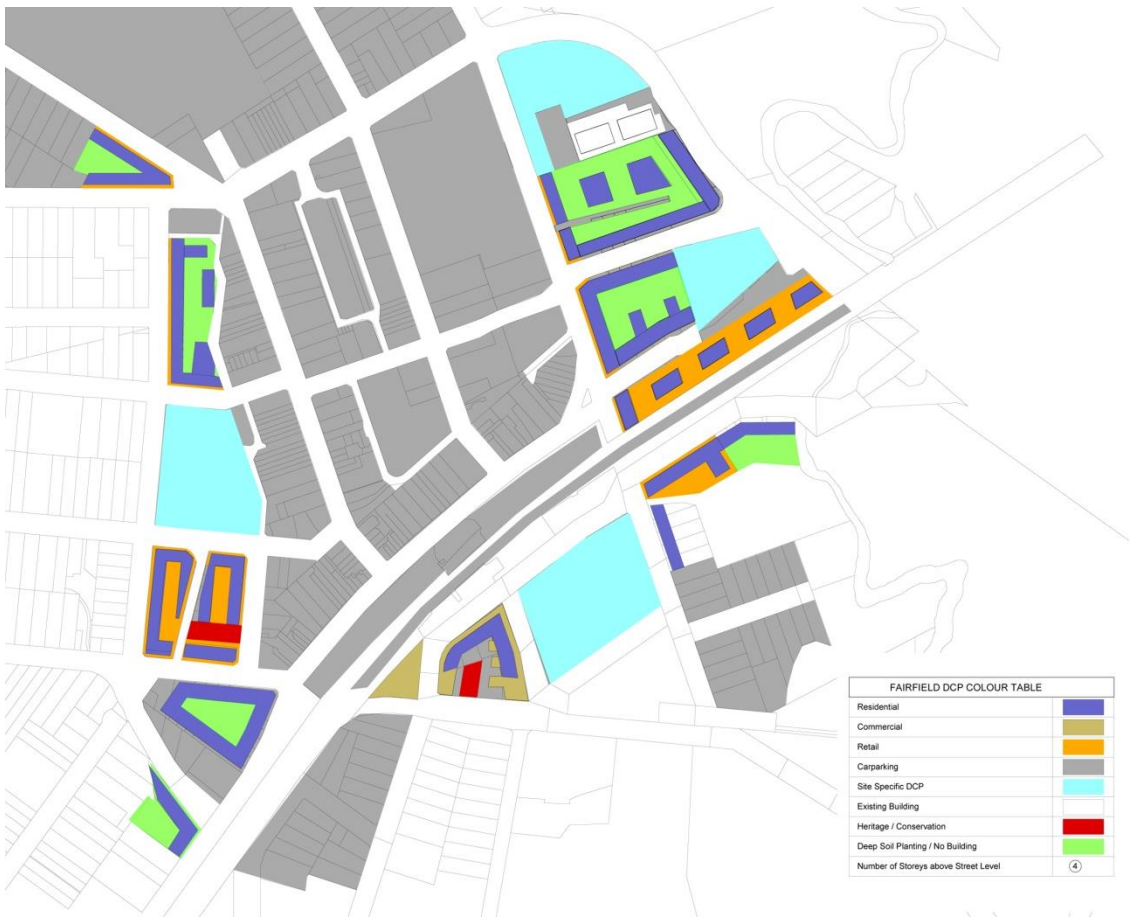 FAIRFIELD DCP COLOUR TABLE
Residential
Commercial
Retail
Carparking
Site Specific DCP
Existing Building
Heritage / Conservation
Deep Soil Planting / No Building
Number of Storeys above Street Level 4